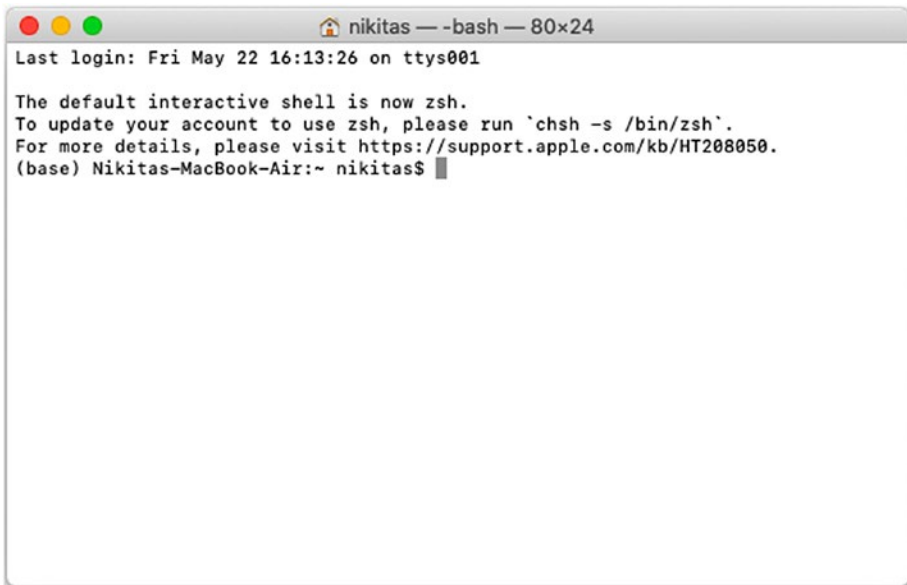 nikitas — -bash — 80×24
Last login: Fri May 22 16:13:26 on ttys001
The default interactive shell is now zsh.
To update your account to use zsh, please run `chsh -s /bin/zsh`.
For more details, please visit https://support.apple.com/kb/HT208050.
(base) Nikitas-MacBook-Air:~ nikitas$